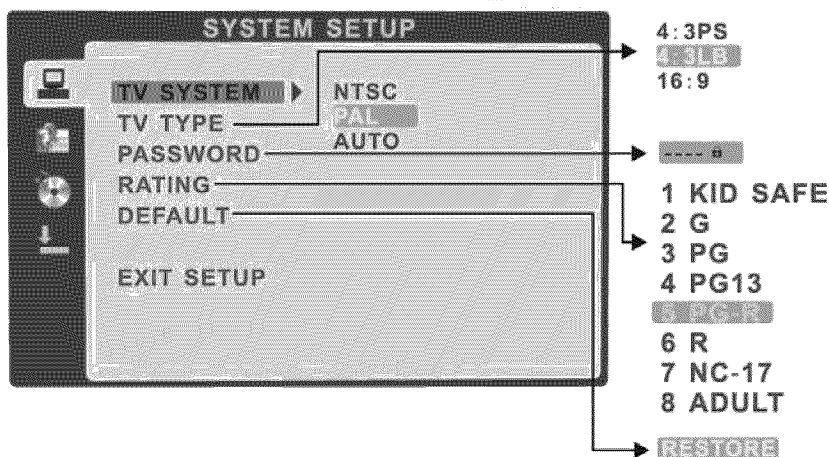 SYSTEM SETUP
TV SYSTEM
TV TYPE
PASSWORD
RATING
DEFAULT
EXIT SETUP
NTSC
PAL
AUTO
4:3PS
4:3LB
16:9
----
1 KID SAFE
2 G
3 PG
4 PG13
5 PG-R
6 R
7 NC-17
8 ADULT
RESTORE